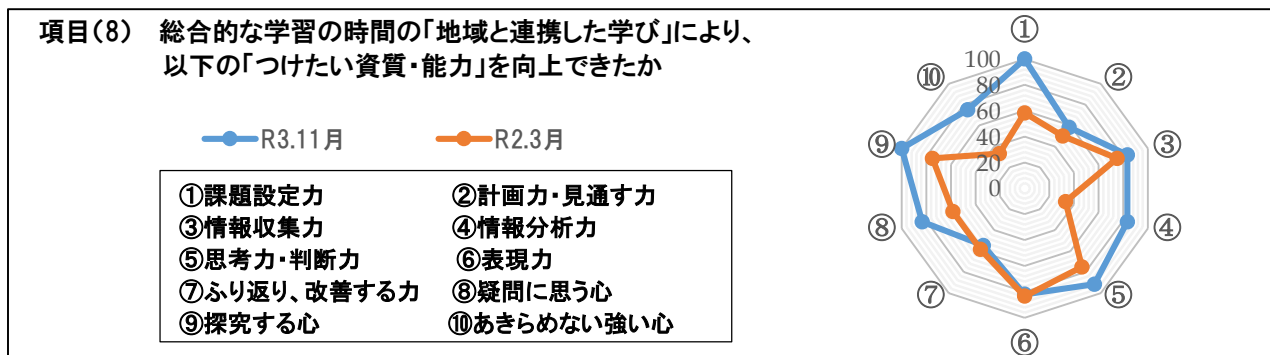 項目(8) 総合的な学習の時間の「地域と連携した学び」により、
以下の「つけたい資質・能力」を向上できたか
R3.11月 R2.3月
①課題設定力 ②計画力・見通す力
③情報収集力 ④情報分析力
⑤思考力・判断力 ⑥表現力
⑦ふり返り、改善する力 ⑧疑問に思う心
⑨探究する心 ⑩あきらめない強い心
①
②
③
④
⑤
⑥
⑦
⑧
⑨
⑩
100
80
60
40
20
0